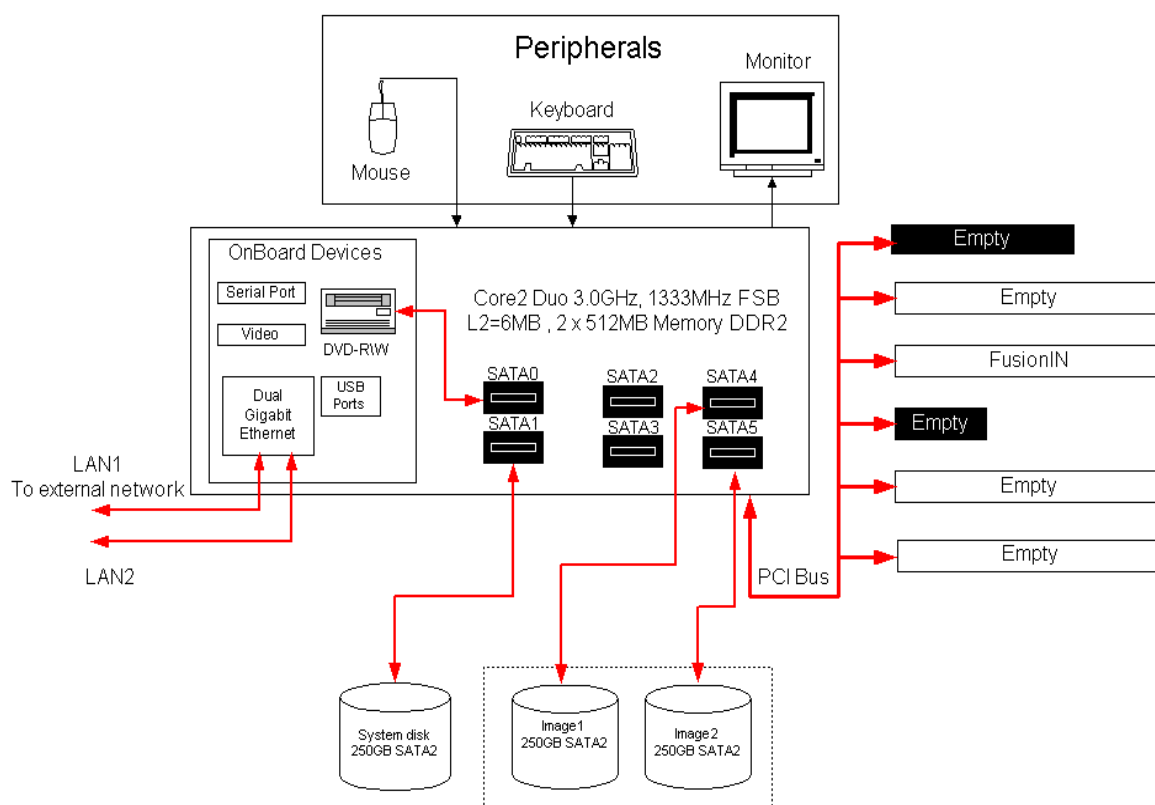 Peripherals
Monitor
Keyboard
Mouse
OnBoard Devices
Serial Port
Video
DVD-R\W
Dual
Gigabit
Ethernet
USB
Ports
Core2 Duo 3.0GHz, 1333MHz FSB
L2=6MB , 2 x 512MB Memory DDR2
SATA0
SATA2
SATA4
SATA1
SATA3
SATA5
Empty
Empty
FusionIN
Empty
Empty
Empty
LAN1
To external network
LAN2
PCI Bus
System disk
250GB SATA2
Image1
250GB SATA2
Image2
250GB SATA2